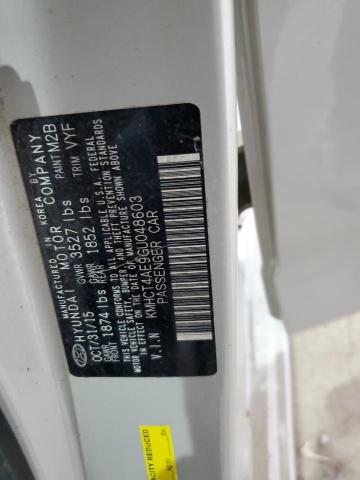 MANUFACTURED IN KOREA BY
HYUNDAI MOTOR COMPANY
OCT/31/15 GVWR 3527 lbs PAINT M2B
GAWR FRONT 1874 lbs GAWR REAR 1852 lbs TRIM VYF
THIS VEHICLE CONFORMS TO ALL APPLICABLE U.S.A. FEDERAL
MOTOR VEHICLE SAFETY, BUMPER, AND THEFT PREVENTION STANDARDS
IN EFFECT ON THE DATE OF MANUFACTURE SHOWN ABOVE.
KMHCT4AE9GU048603
V.I.N PASSENGER CAR
ACITY REDUCED